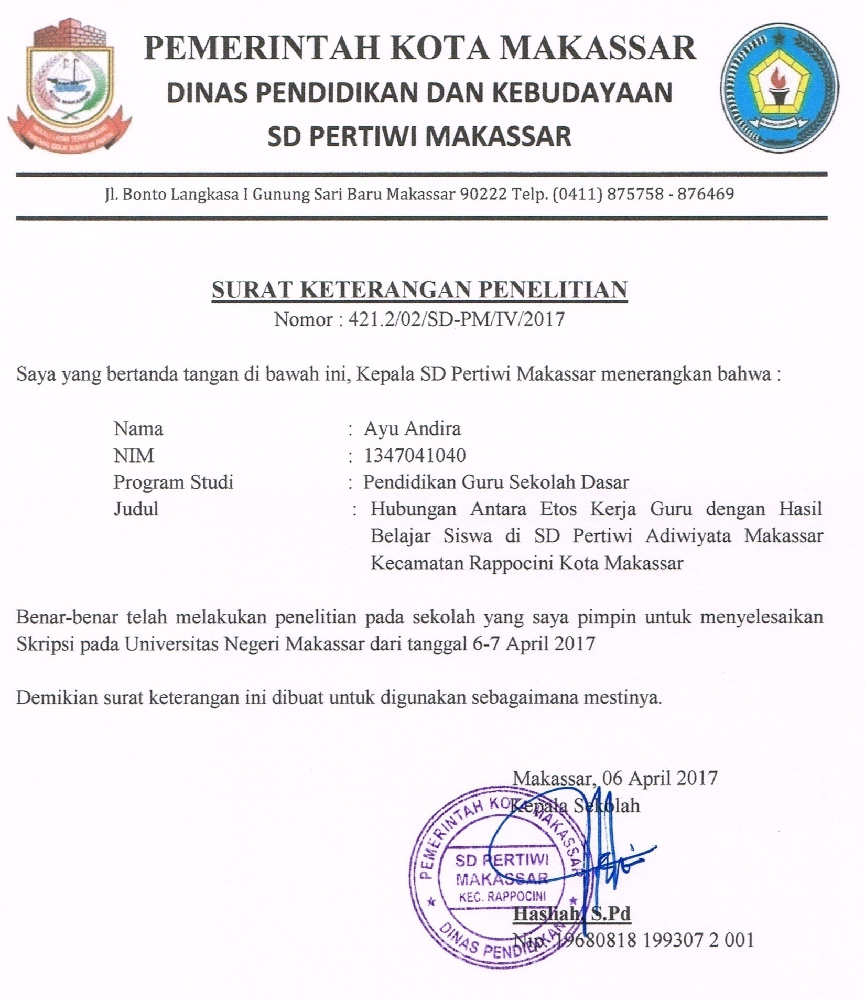 PEMERINTAH KOTA MAKASSAR
DINAS PENDIDIKAN DAN KEBUDAYAAN
SD PERTIWI MAKASSAR
KOTA MAKASSAR
Jl. Bonto Langkasa I Gunung Sari Baru Makassar 90222 Telp. (0411) 875758 - 876469
SURAT KETERANGAN PENELITIAN
Nomor : 421.2/02/SD-PM/IV/2017
Saya yang bertanda tangan di bawah ini, Kepala SD Pertiwi Makassar menerangkan bahwa :
Nama : Ayu Andira
NIM : 1347041040
Program Studi : Pendidikan Guru Sekolah Dasar
Judul : Hubungan Antara Etos Kerja Guru dengan Hasil
Belajar Siswa di SD Pertiwi Adiwiyata Makassar
Kecamatan Rappocini Kota Makassar
Benar-benar telah melakukan penelitian pada sekolah yang saya pimpin untuk menyelesaikan
Skripsi pada Universitas Negeri Makassar dari tanggal 6-7 April 2017
Demikian surat keterangan ini dibuat untuk digunakan sebagaimana mestinya.
Makassar, 06 April 2017
Kepala Sekolah
PEMERINTAH KOTA MAKASSAR
SD PERTIWI
MAKASSAR
KEC. RAPPOCINI
DINAS PENDIDIKAN
Hasliah, S.Pd
Nip. 19680818 199307 2 001